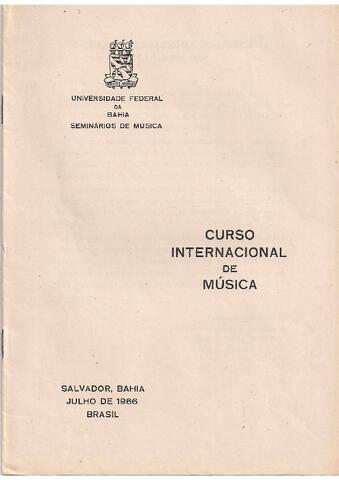 UNIVERSIDADE FEDERAL
DA
BAHIA
SEMINÁRIOS DE MÚSICA
CURSO
INTERNACIONAL
DE
MÚSICA
SALVADOR, BAHIA
JULHO DE 1966
BRASIL